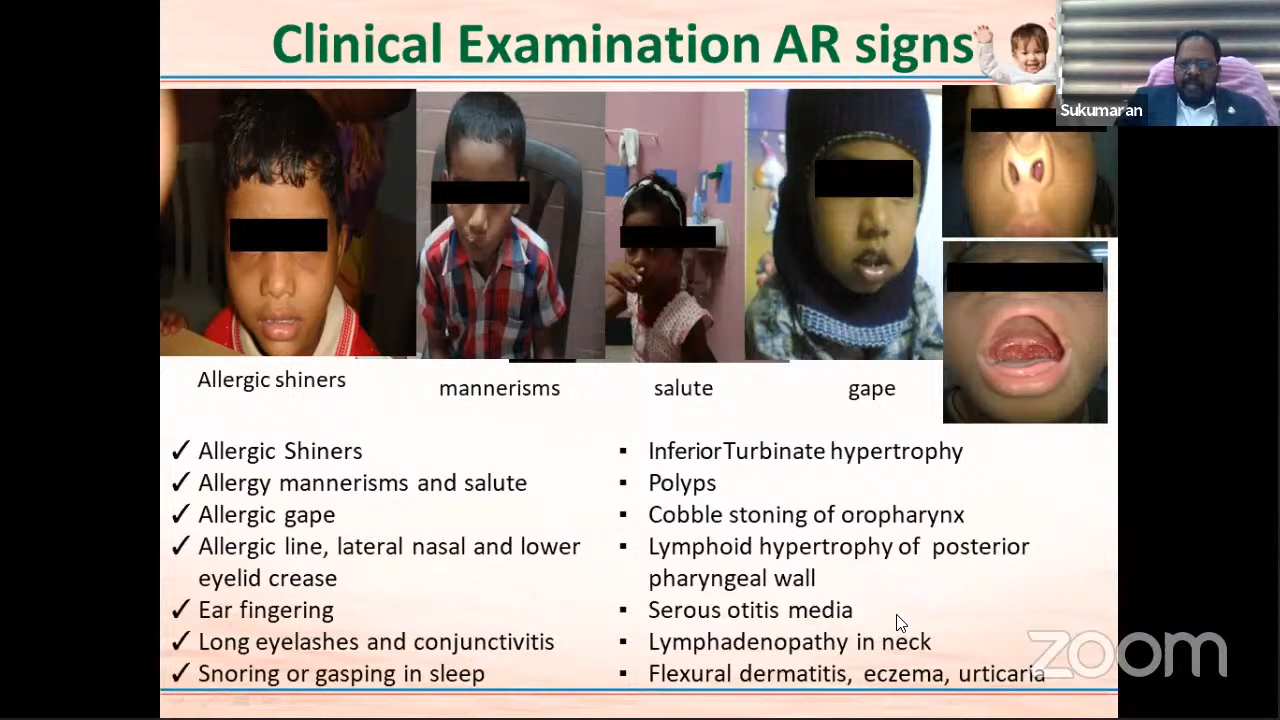 Clinical Examination AR signs
Sukumaran
Allergic shiners
mannerisms
salute
gape
✓ Allergic Shiners
✓ Allergy mannerisms and salute
✓ Allergic gape
✓ Allergic line, lateral nasal and lower
eyelid crease
✓ Ear fingering
✓ Long eyelashes and conjunctivitis
✓ Snoring or gasping in sleep
▪ Inferior Turbinate hypertrophy
▪ Polyps
▪ Cobble stoning of oropharynx
▪ Lymphoid hypertrophy of posterior
pharyngeal wall
▪ Serous otitis media
▪ Lymphadenopathy in neck
▪ Flexural dermatitis, eczema, urticaria
zoom